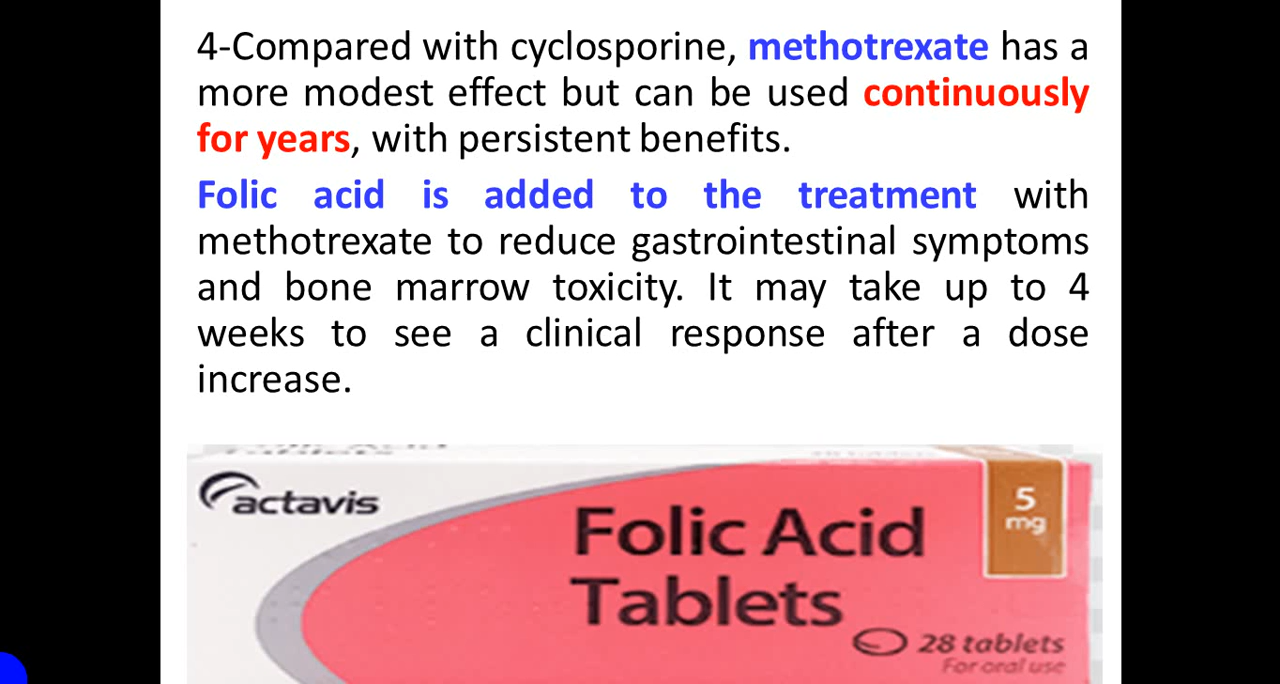 4-Compared with cyclosporine, methotrexate has a
more modest effect but can be used continuously
for years, with persistent benefits.
Folic acid is added to the treatment with
methotrexate to reduce gastrointestinal symptoms
and bone marrow toxicity. It may take up to 4
weeks to see a clinical response after a dose
increase.
actavis
5
mg
Folic Acid
Tablets
28 tablets
For oral use